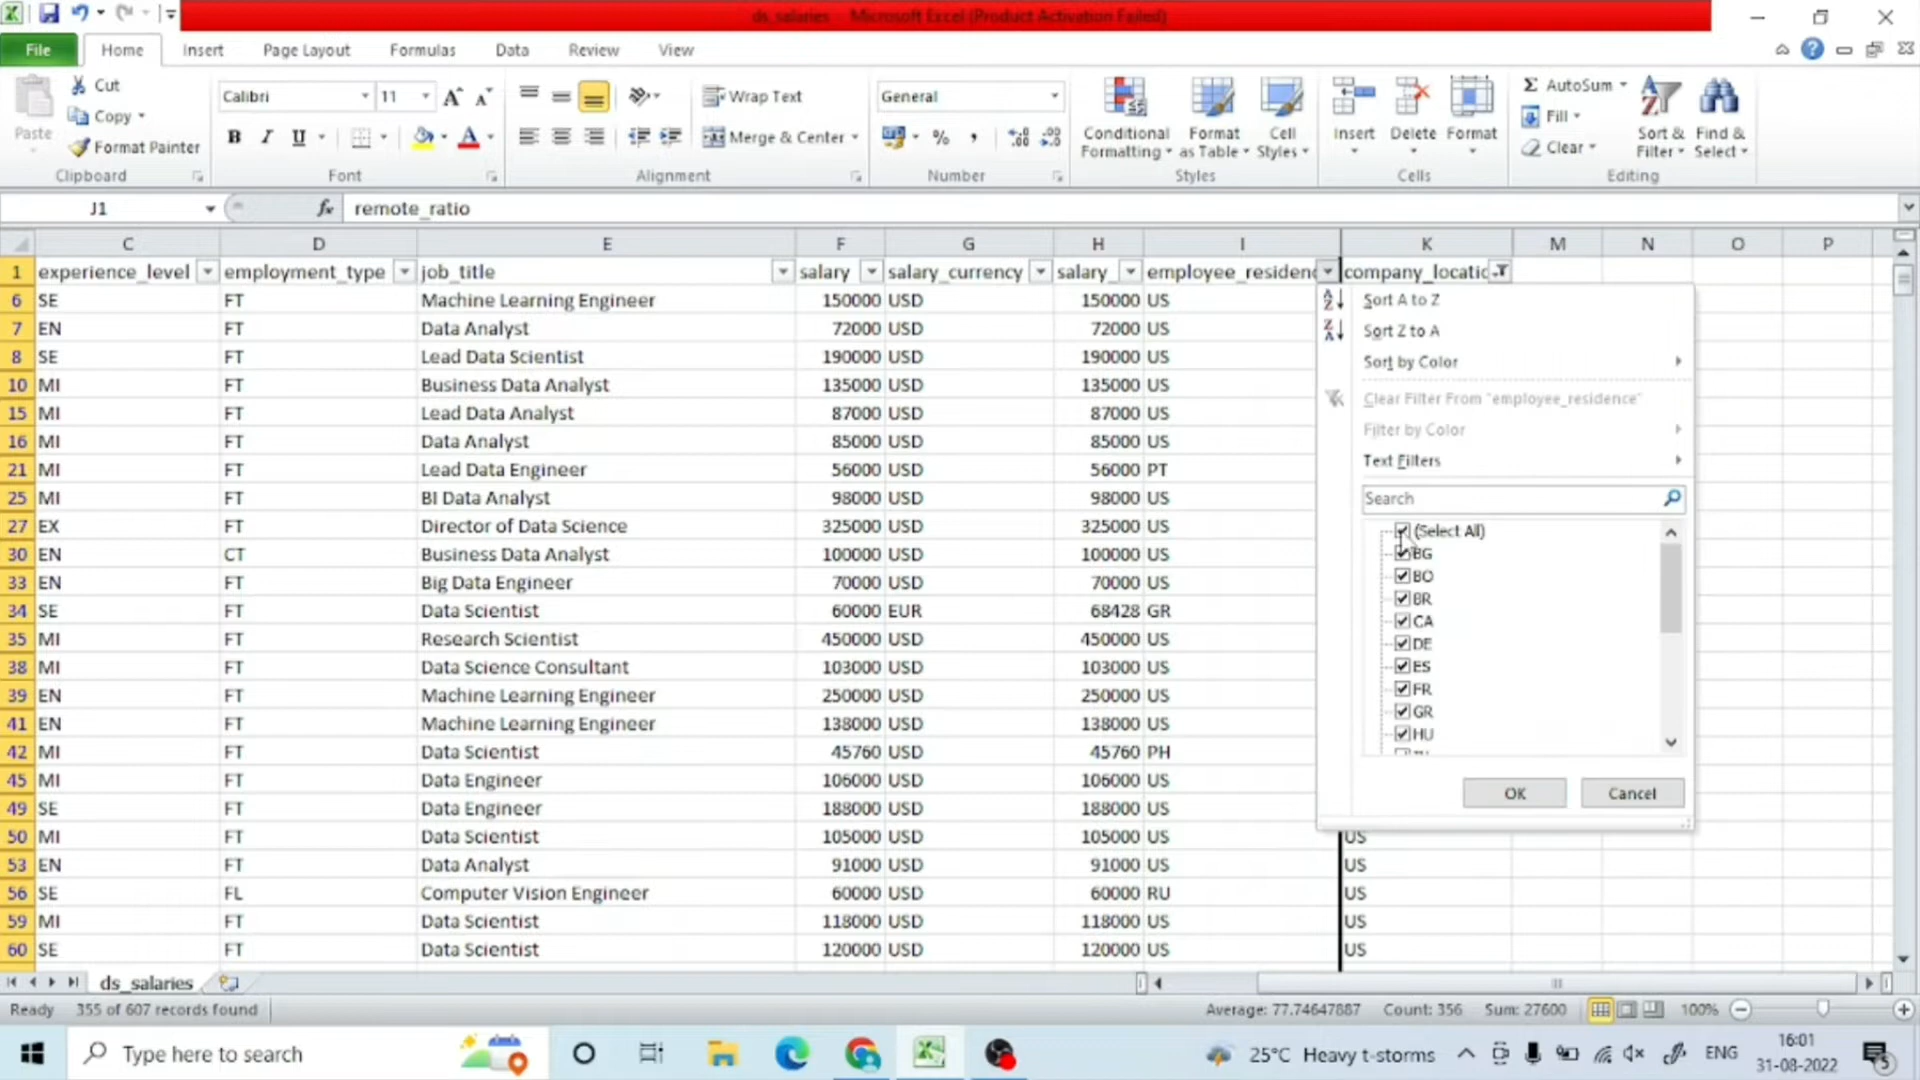 ds_salaries - Microsoft Excel (Product Activation Failed)
File Home Insert Page Layout Formulas Data Review View
Paste
Cut
Copy
Format Painter
Clipboard
Calibri 11
B I U
Font
Wrap Text
Merge & Center
Alignment
General
%
Number
Conditional Formatting
Format as Table
Cell Styles
Styles
Insert
Delete
Format
Cells
Σ AutoSum
Fill
Clear
Sort & Filter
Find & Select
Editing
J1 fx remote_ratio
C D E F G H I K M N O P
1 experience_level employment_type job_title salary salary_currency salary_ employee_residenc company_locatic
6 SE FT Machine Learning Engineer 150000 USD 150000 US
7 EN FT Data Analyst 72000 USD 72000 US
8 SE FT Lead Data Scientist 190000 USD 190000 US
10 MI FT Business Data Analyst 135000 USD 135000 US
15 MI FT Lead Data Analyst 87000 USD 87000 US
16 MI FT Data Analyst 85000 USD 85000 US
21 MI FT Lead Data Engineer 56000 USD 56000 PT
25 MI FT BI Data Analyst 98000 USD 98000 US
27 EX FT Director of Data Science 325000 USD 325000 US
30 EN CT Business Data Analyst 100000 USD 100000 US
33 EN FT Big Data Engineer 70000 USD 70000 US
34 SE FT Data Scientist 60000 EUR 68428 GR
35 MI FT Research Scientist 450000 USD 450000 US
38 MI FT Data Science Consultant 103000 USD 103000 US
39 EN FT Machine Learning Engineer 250000 USD 250000 US
41 EN FT Machine Learning Engineer 138000 USD 138000 US
42 MI FT Data Scientist 45760 USD 45760 PH
45 MI FT Data Engineer 106000 USD 106000 US
49 SE FT Data Engineer 188000 USD 188000 US
50 MI FT Data Scientist 105000 USD 105000 US US
53 EN FT Data Analyst 91000 USD 91000 US US
56 SE FL Computer Vision Engineer 60000 USD 60000 RU US
59 MI FT Data Scientist 118000 USD 118000 US US
60 SE FT Data Scientist 120000 USD 120000 US US
Sort A to Z
Sort Z to A
Sort by Color
Clear Filter From "employee_residence"
Filter by Color
Text Filters
Search
(Select All)
BG
BO
BR
CA
DE
ES
FR
GR
HU
OK Cancel
ds_salaries
Ready 355 of 607 records found Average: 77.74647887 Count: 356 Sum: 27600 100%
Type here to search 25°C Heavy t-storms ENG 16:01
31-08-2022 5